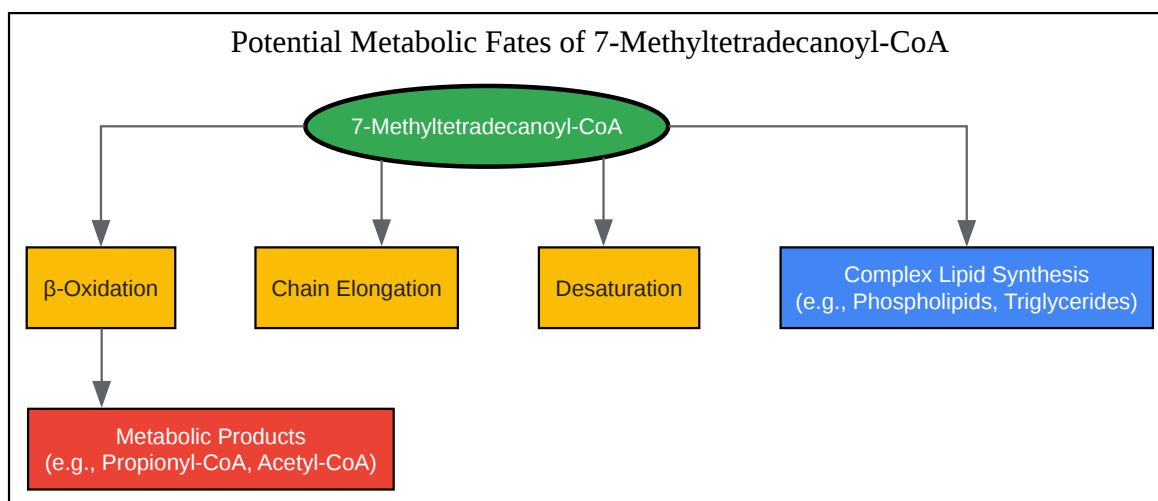 Potential Metabolic Fates of 7-Methyltetradecanoyl-CoA
7-Methyltetradecanoyl-CoA
β-Oxidation
Chain Elongation
Desaturation
Complex Lipid Synthesis
(e.g., Phospholipids, Triglycerides)
Metabolic Products
(e.g., Propionyl-CoA, Acetyl-CoA)